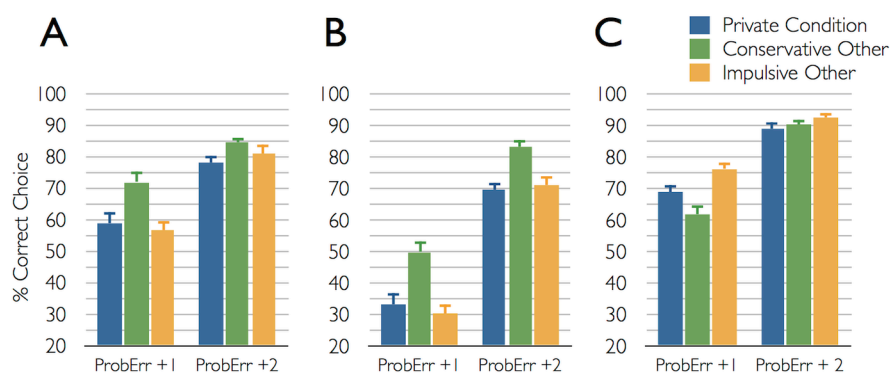 A
B
C
Private Condition
Conservative Other
Impulsive Other
% Correct Choice
100
90
80
70
60
50
40
30
20
ProbErr +1
ProbErr +2
100
90
80
70
60
50
40
30
20
ProbErr +1
ProbErr +2
100
90
80
70
60
50
40
30
20
ProbErr +1
ProbErr + 2